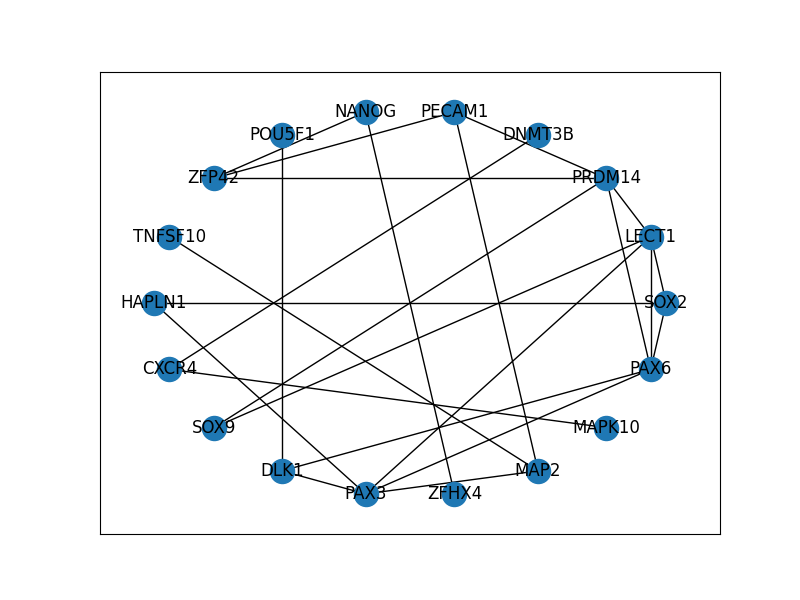 NANOG PECAM1
POU5F1 DNMT3B
ZFP42 PRDM14
TNFSF10 LECT1
HAPLN1 SOX2
CXCR4 PAX6
SOX9 MAPK10
DLK1 MAP2
PAX3 ZFHX4